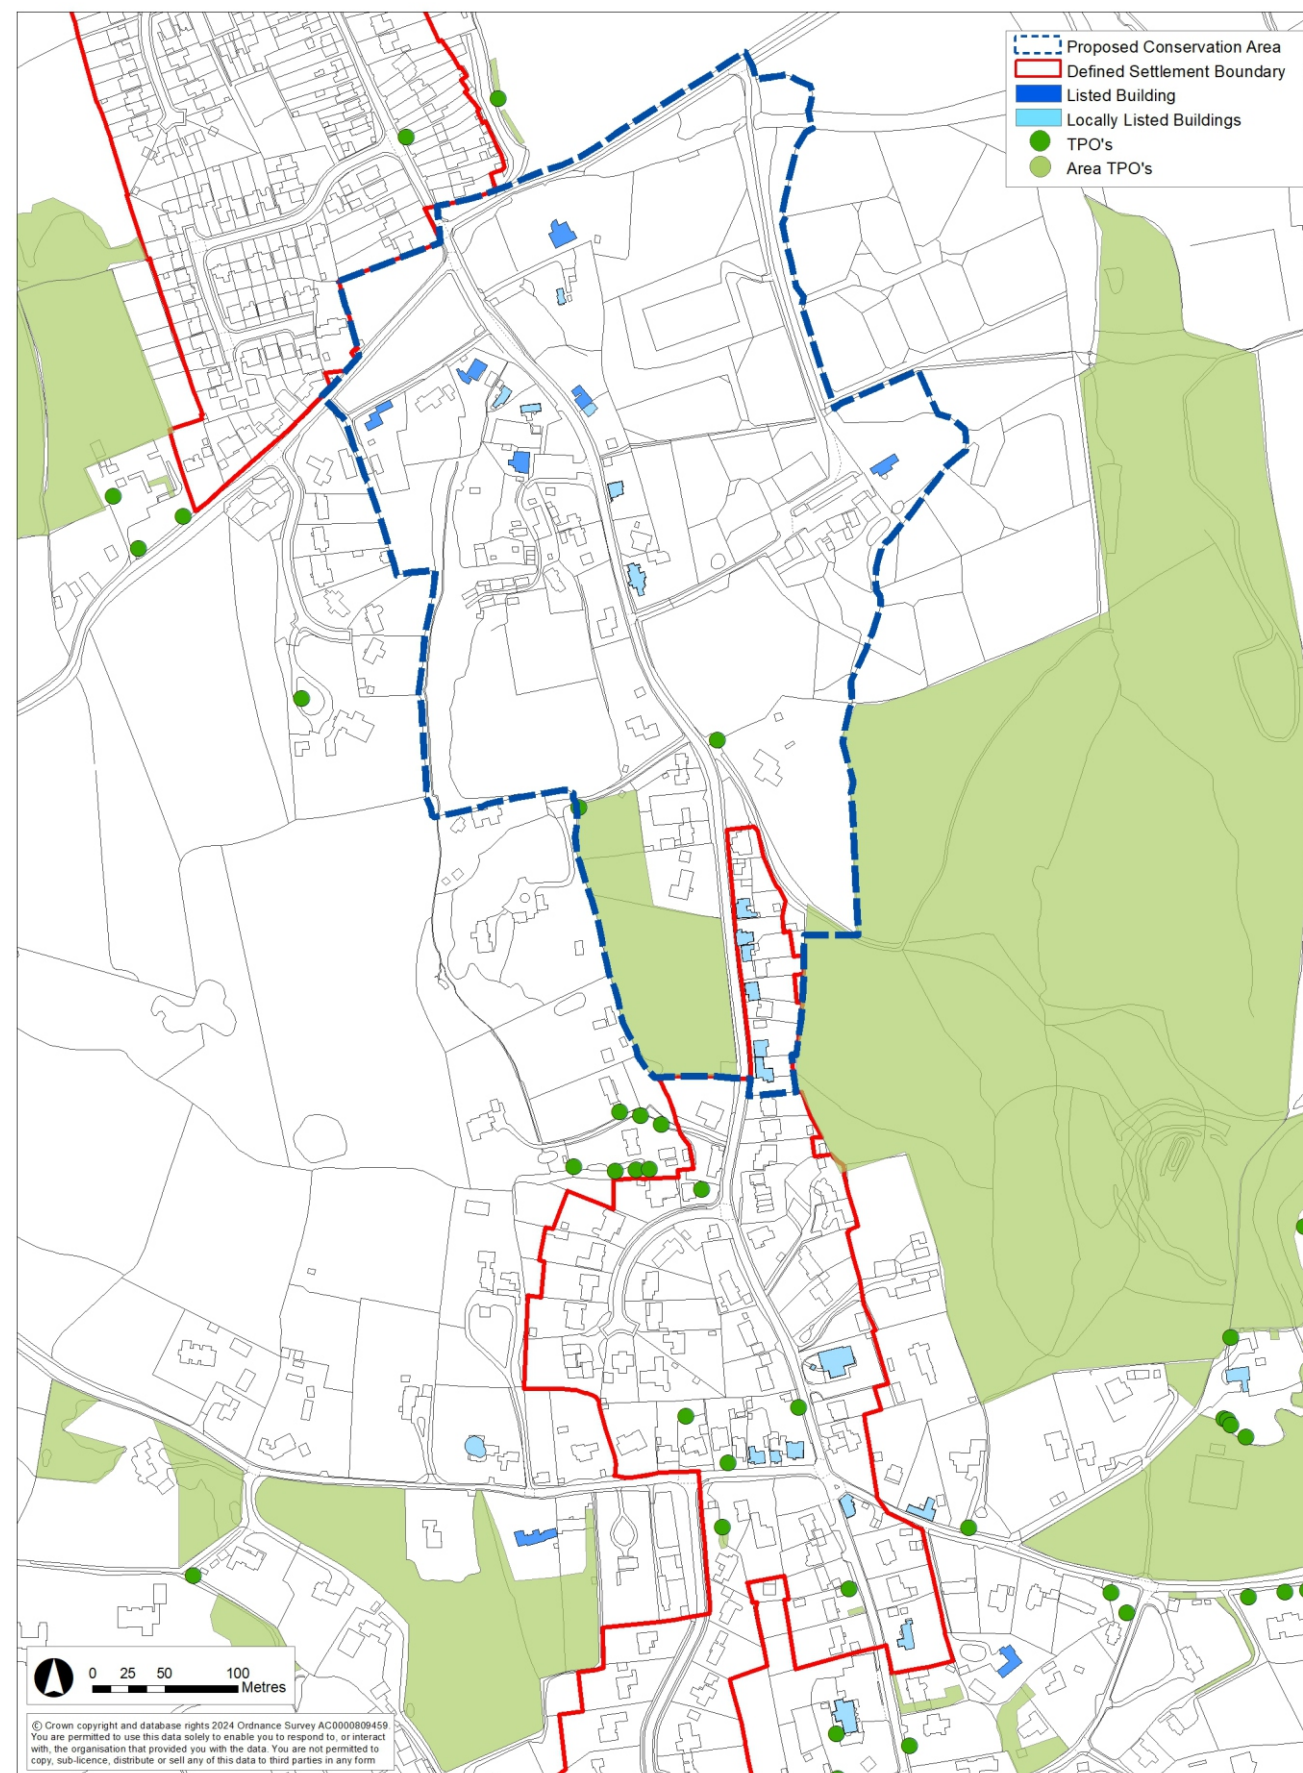 Proposed Conservation Area
Defined Settlement Boundary
Listed Building
Locally Listed Buildings
TPO's
Area TPO's
0 25 50 100
Metres
© Crown copyright and database rights 2024 Ordnance Survey AC0000809459.
You are permitted to use this data solely to enable you to respond to, or interact
with, the organisation that provided you with the data. You are not permitted to
copy, sub-licence, distribute or sell any of this data to third parties in any form